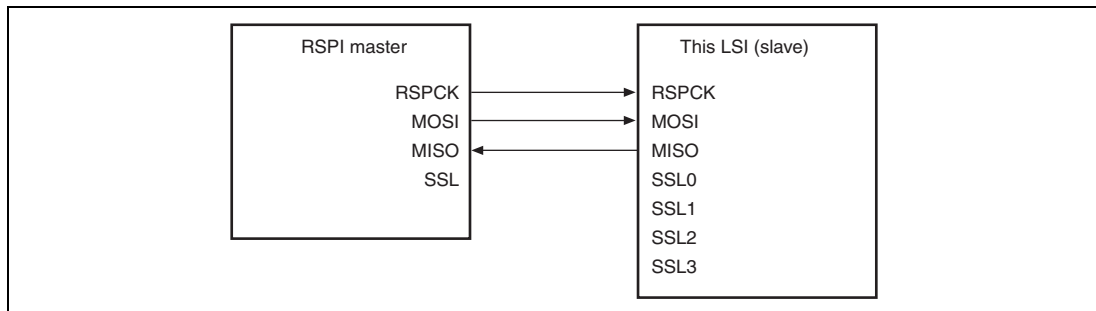 RSPI master
RSPCK
MOSI
MISO
SSL
This LSI (slave)
RSPCK
MOSI
MISO
SSL0
SSL1
SSL2
SSL3